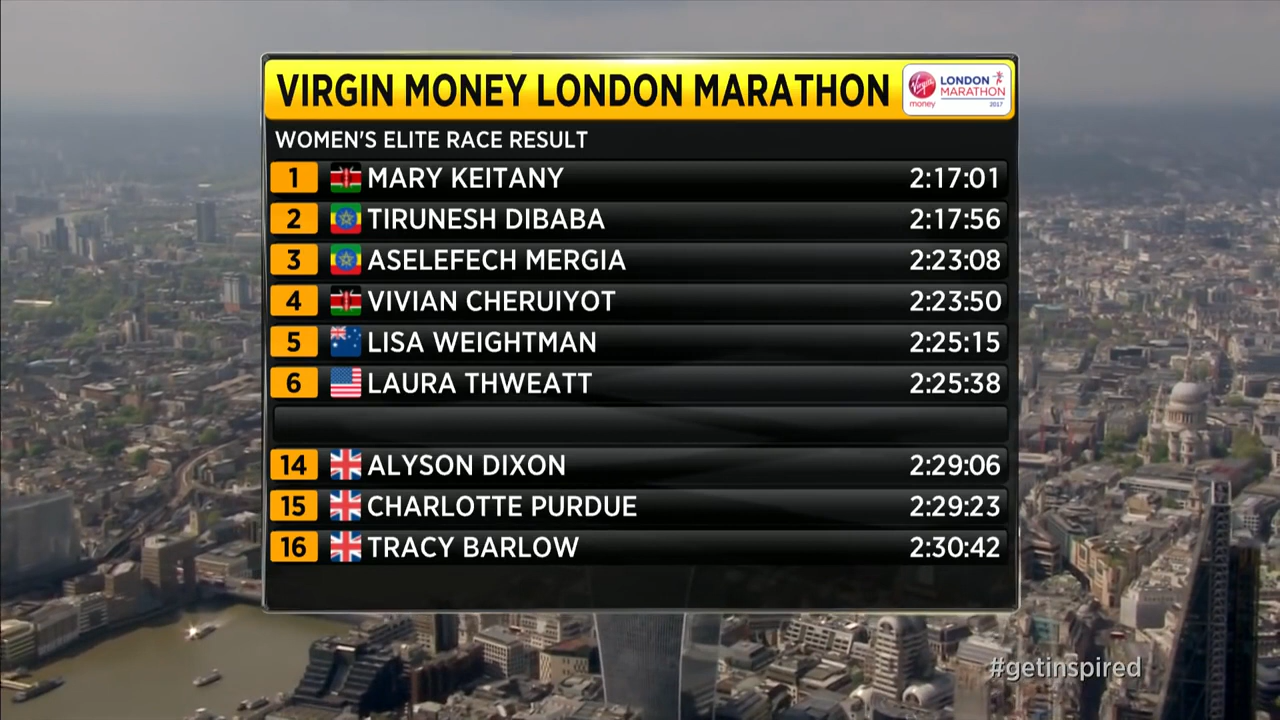 VIRGIN MONEY LONDON MARATHON
Virgin money
LONDON MARATHON
2017
WOMEN'S ELITE RACE RESULT
1 MARY KEITANY 2:17:01
2 TIRUNESH DIBABA 2:17:56
3 ASELEFECH MERGIA 2:23:08
4 VIVIAN CHERUIYOT 2:23:50
5 LISA WEIGHTMAN 2:25:15
6 LAURA THWEATT 2:25:38
14 ALYSON DIXON 2:29:06
15 CHARLOTTE PURDUE 2:29:23
16 TRACY BARLOW 2:30:42
#getinspired